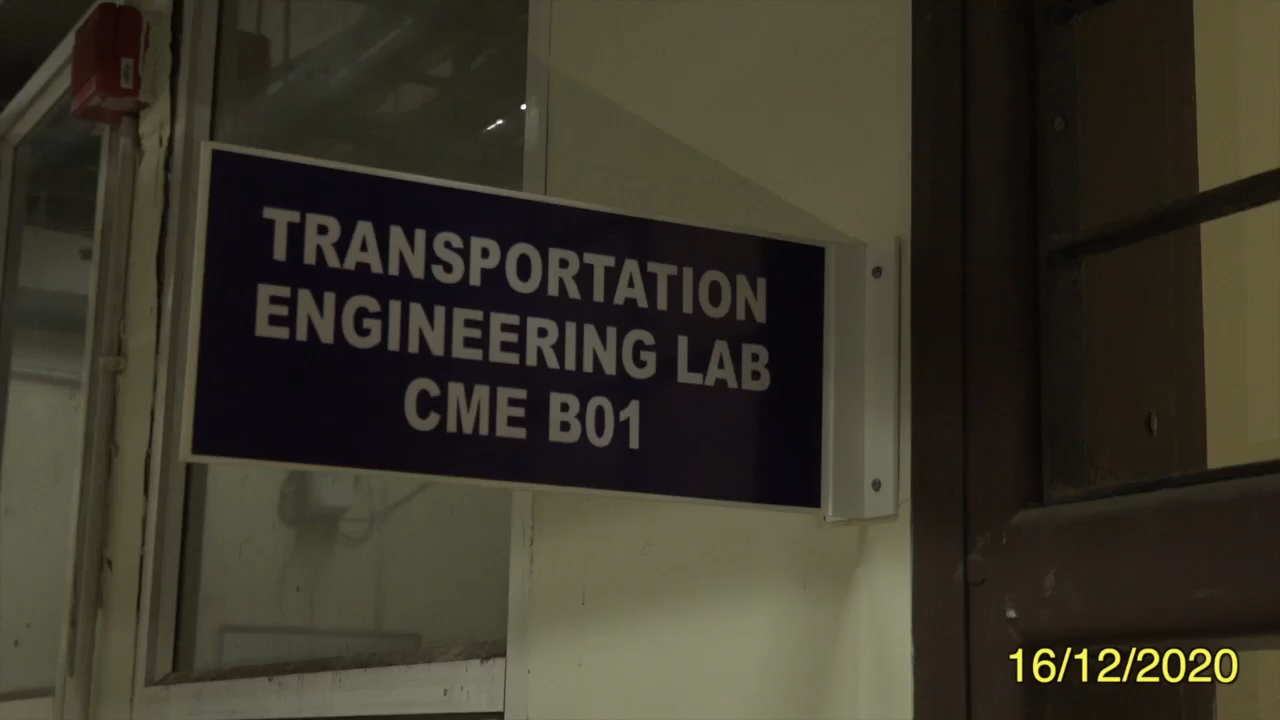 TRANSPORTATION
ENGINEERING LAB
CME B01
16/12/2020